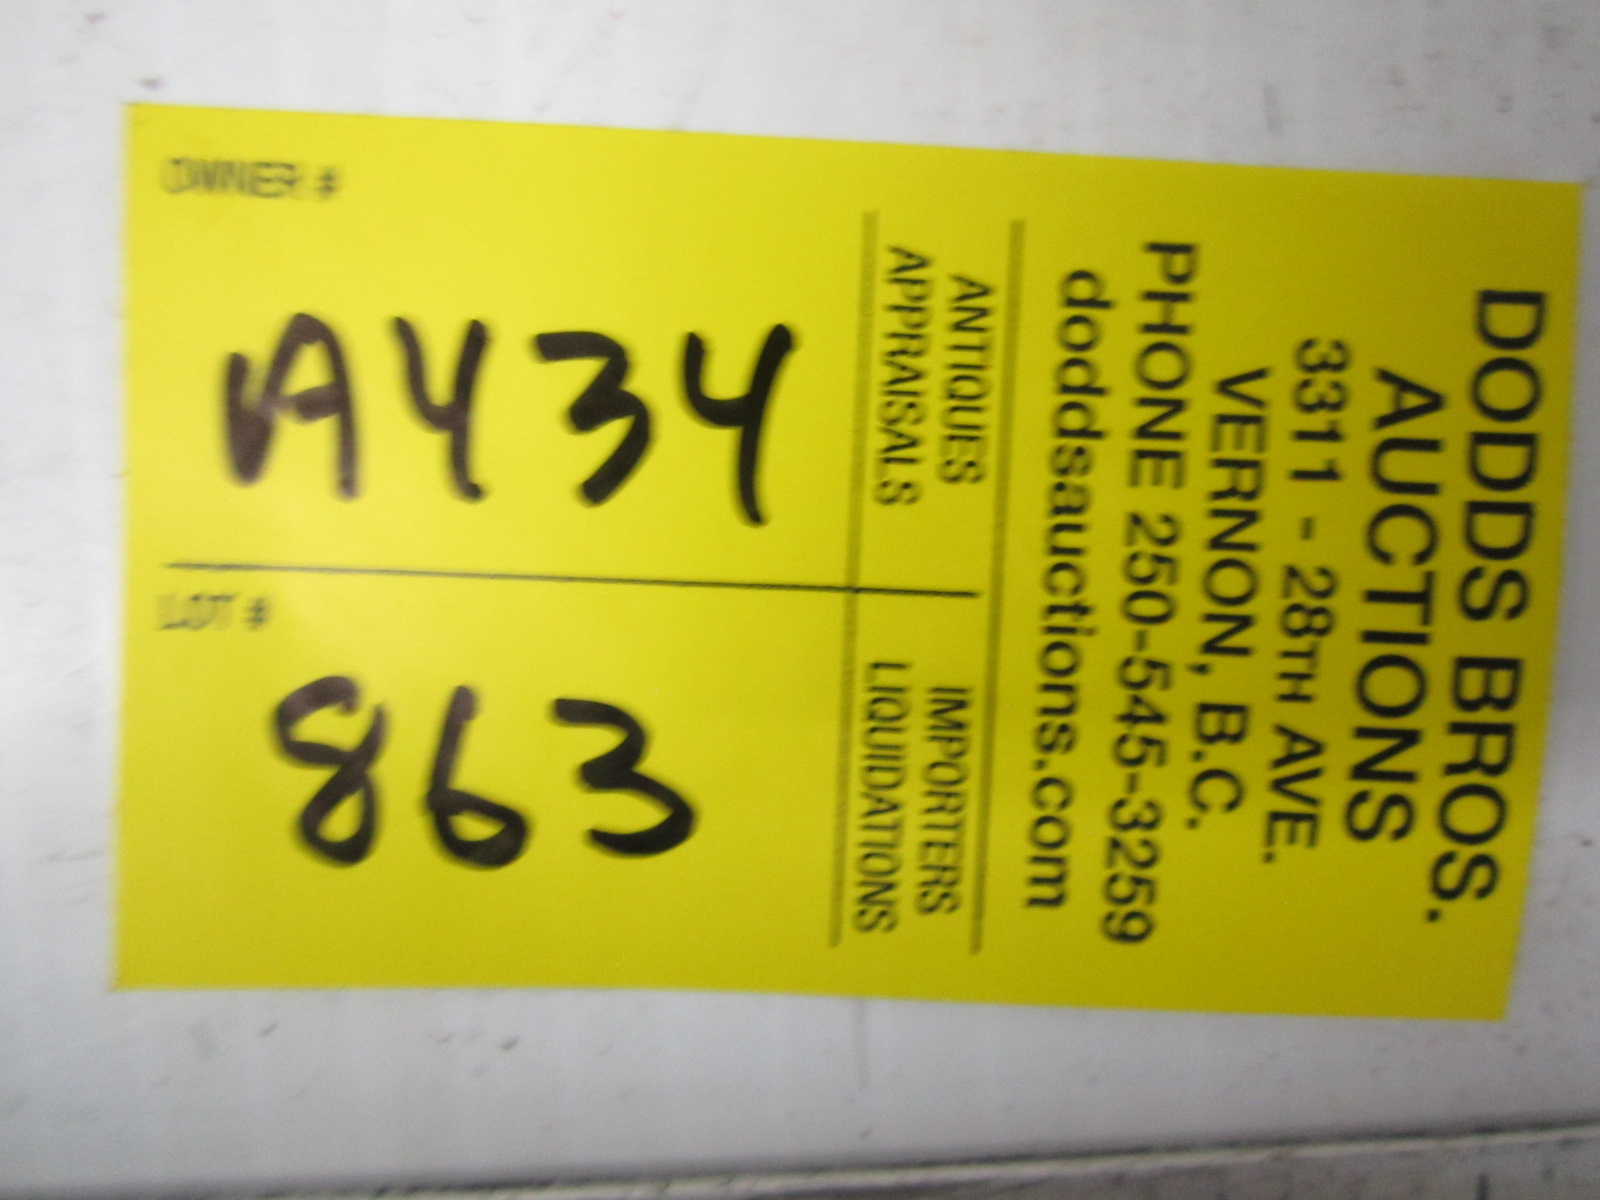 DODDS BROS.
AUCTIONS
3311 - 28TH AVE.
VERNON, B.C.
PHONE 250-545-3259
doddsauctions.com
ANTIQUES
APPRAISALS
IMPORTERS
LIQUIDATIONS
OWNER #
A434
LOT #
863